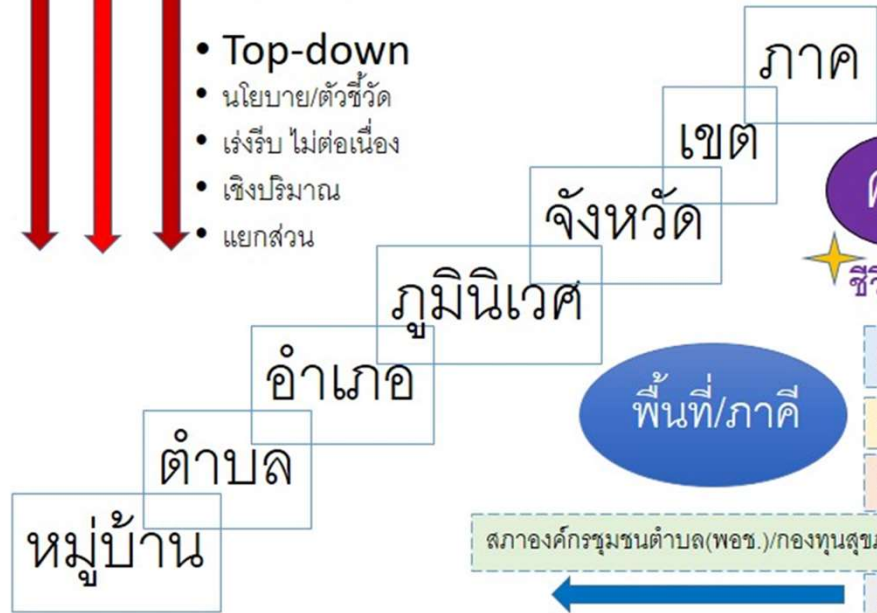 • Top-down
• นโยบาย/ตัวชี้วัด
• เร่งรีบ ไม่ต่อเนื่อง
• เชิงปริมาณ
• แยกส่วน
ภาค
เขต
จังหวัด
ภูมินิเวศ
อำเภอ
ตำบล
หมู่บ้าน
พื้นที่/ภาคี
สภาองค์กรชุมชนตำบล(พอช.)/กองทุนสุข